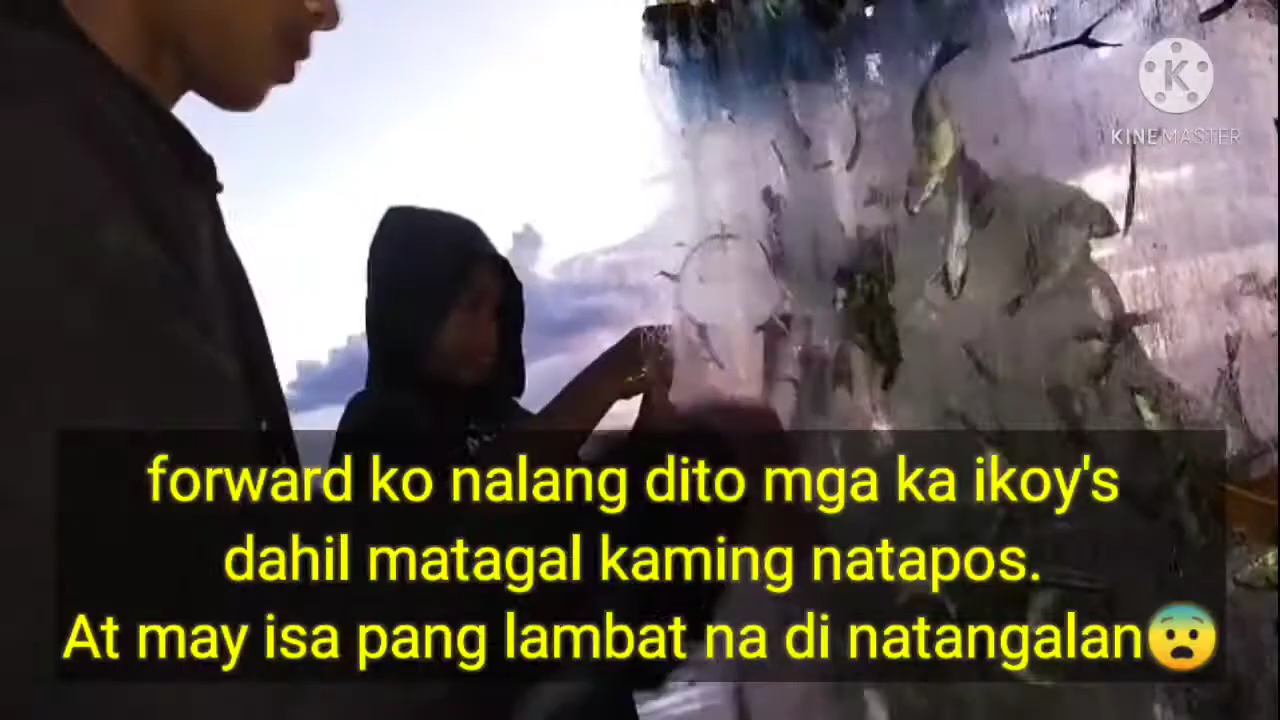 KINEMASTER
forward ko nalang dito mga ka ikoy's
dahil matagal kaming natapos.
At may isa pang lambat na di natangalan😨